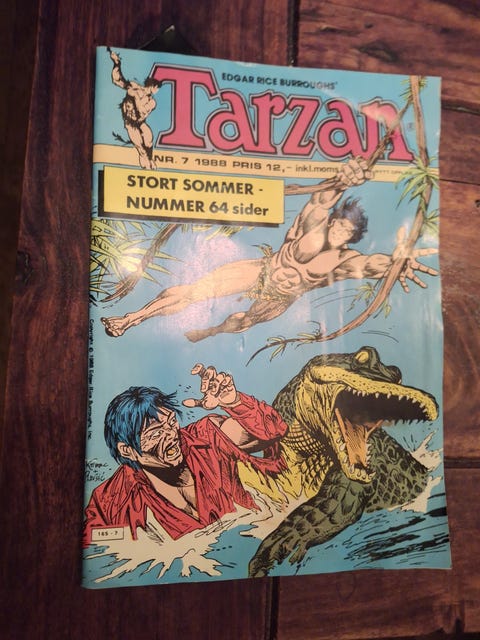 EDGAR RICE BURROUGHS'
Tarzan
NR. 7 1988 PRIS 12,- inkl.moms
STORT SOMMER -
NUMMER 64 sider
185-7